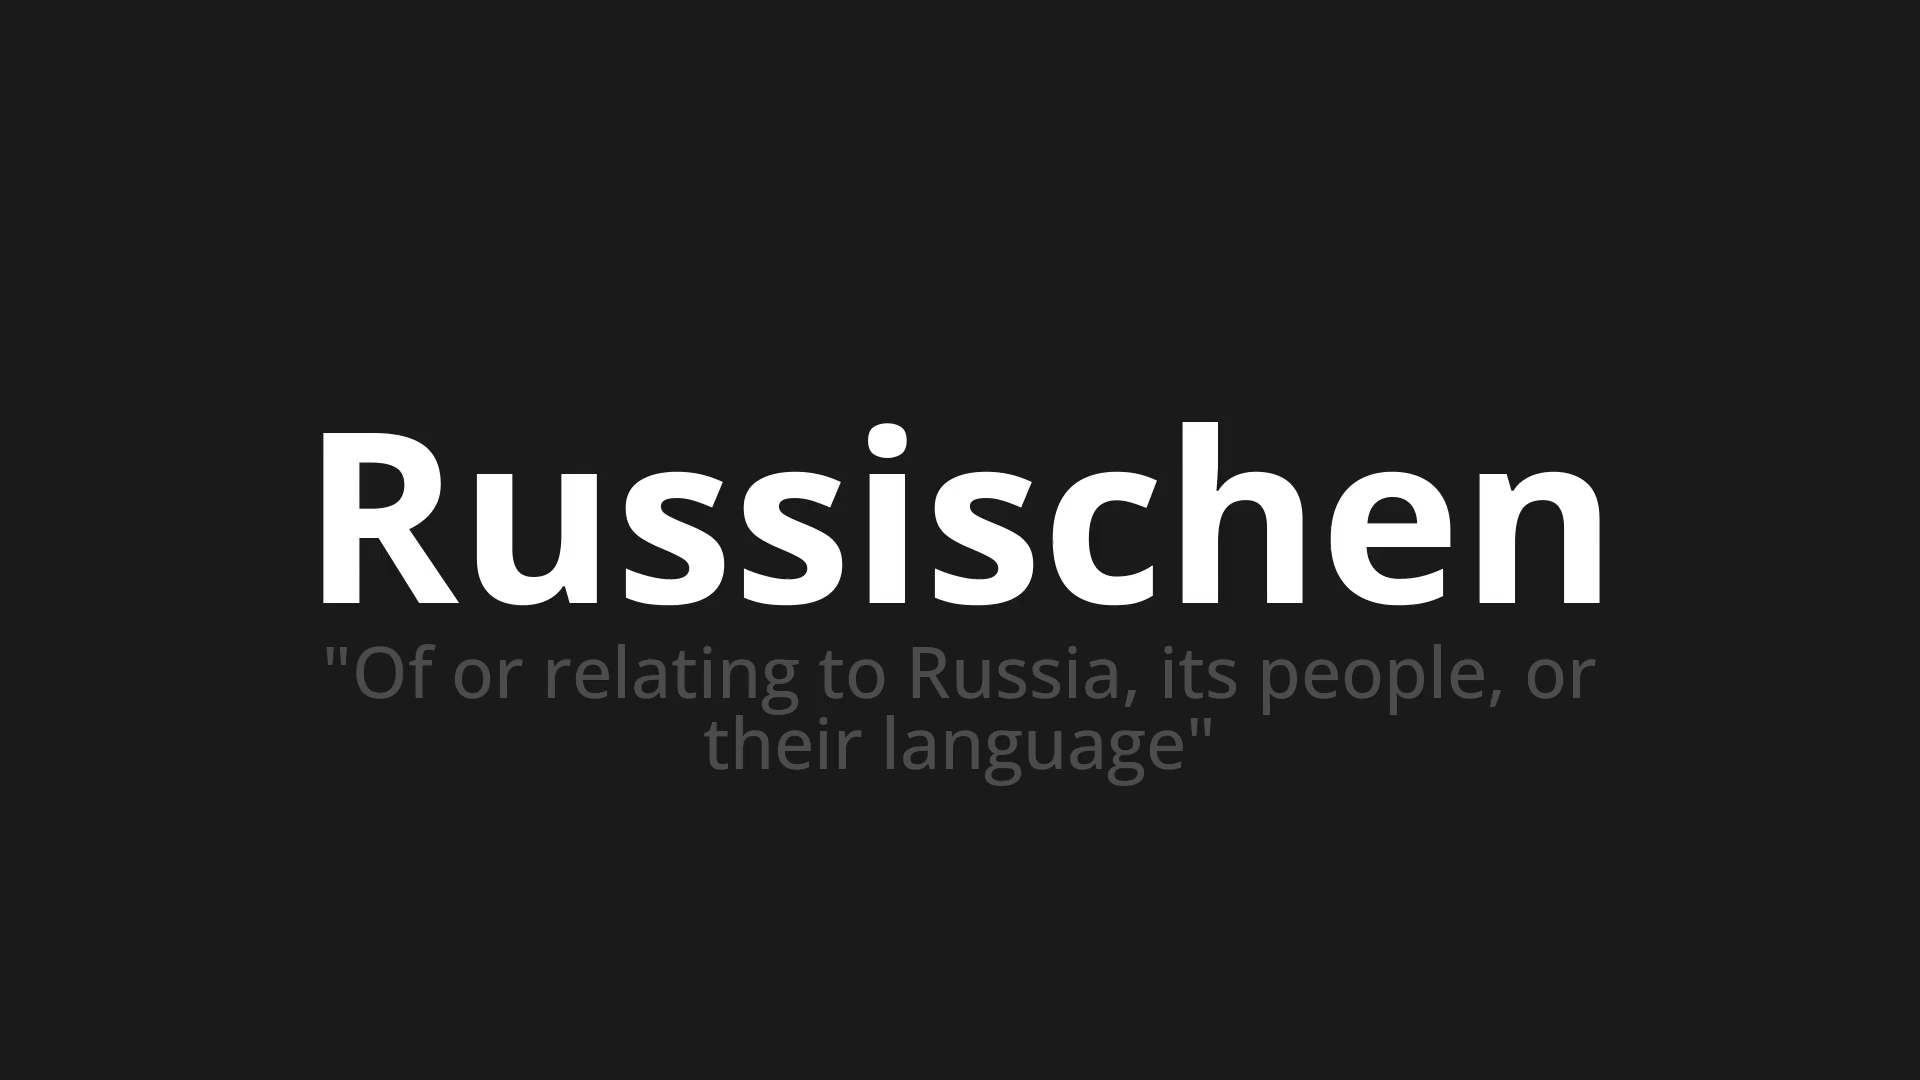 Russischen
"Of or relating to Russia, its people, or
their language"